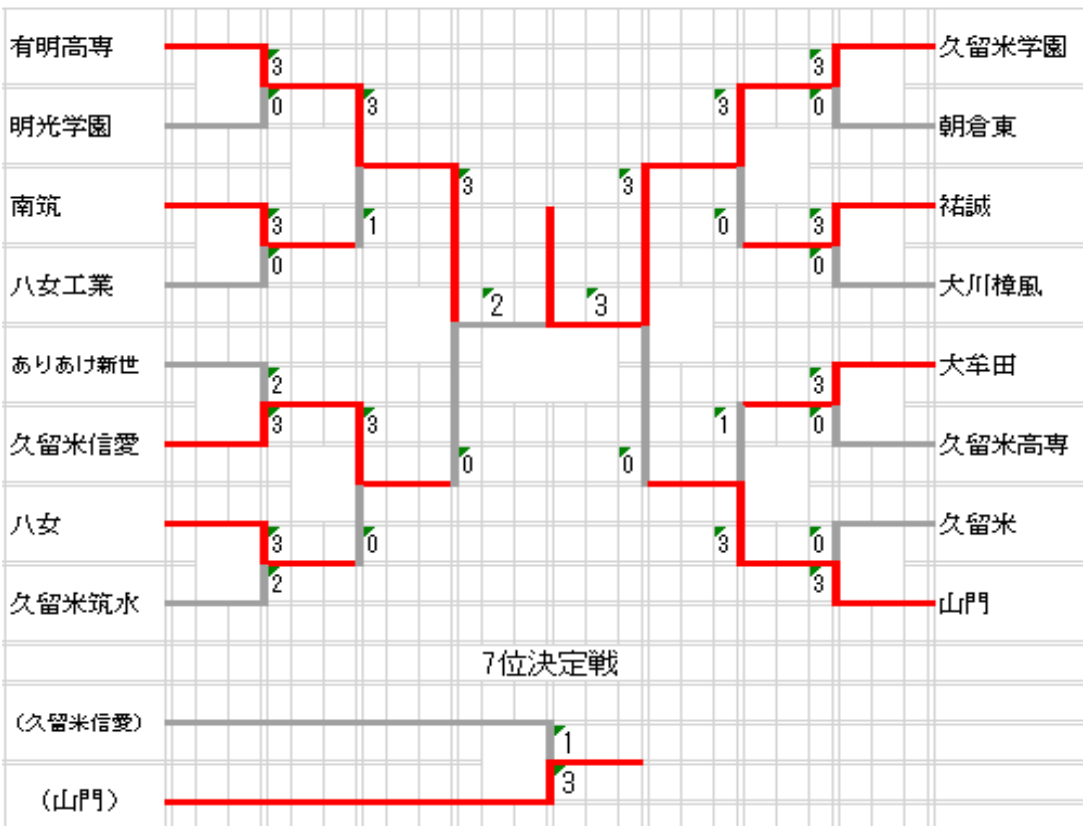 有明高専
3
久留米学園
3
0
3
3
0
明光学園
朝倉東
3
3
南筑
祐誠
3
1
0
3
0
0
八女工業
大川樟風
2
3
ありあけ新世
大牟田
2
3
3
3
1
0
久留米信愛
久留米高専
0
0
八女
久留米
3
0
3
0
2
3
久留米筑水
山門
7位決定戦
(久留米信愛)
1
3
(山門)